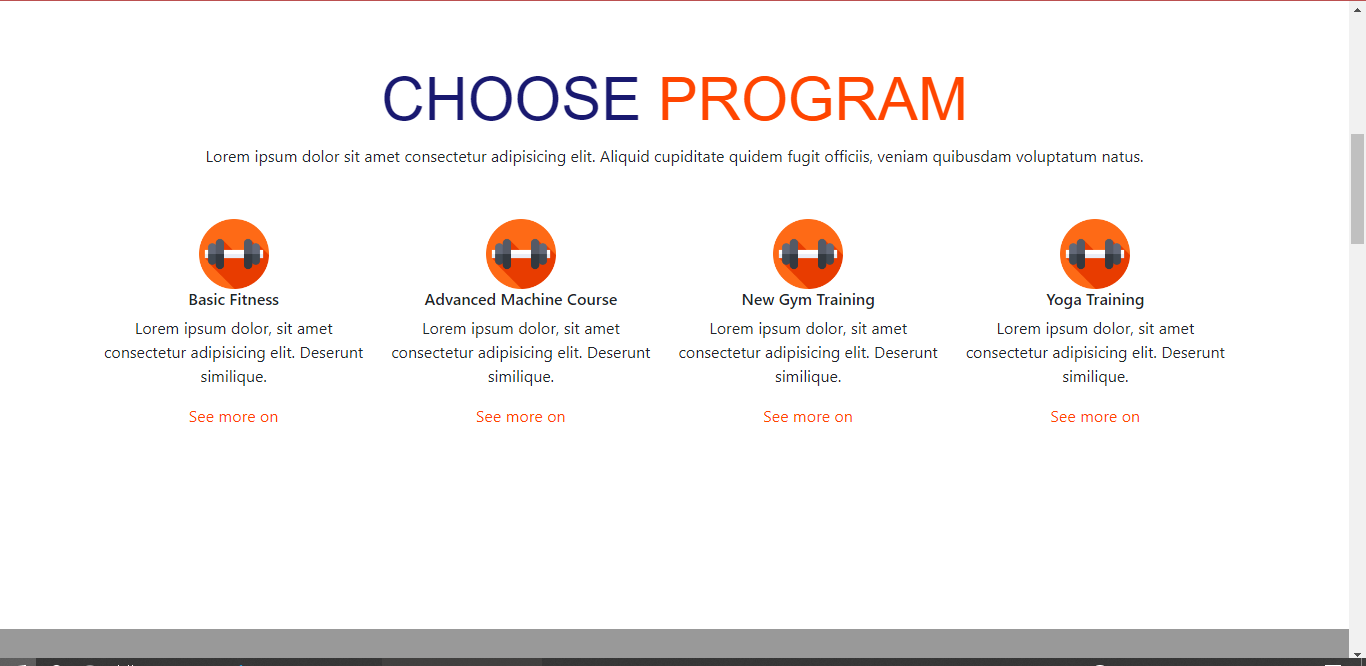 CHOOSE PROGRAM
Lorem ipsum dolor sit amet consectetur adipisicing elit. Aliquid cupiditate quidem fugit officiis, veniam quibusdam voluptatum natus.
Basic Fitness
Lorem ipsum dolor, sit amet
consectetur adipisicing elit. Deserunt
similique.
See more on
Advanced Machine Course
Lorem ipsum dolor, sit amet
consectetur adipisicing elit. Deserunt
similique.
See more on
New Gym Training
Lorem ipsum dolor, sit amet
consectetur adipisicing elit. Deserunt
similique.
See more on
Yoga Training
Lorem ipsum dolor, sit amet
consectetur adipisicing elit. Deserunt
similique.
See more on